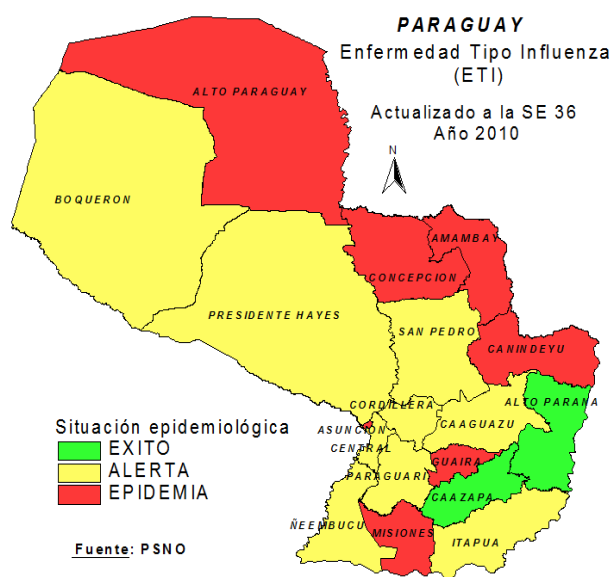 PARAGUAY
Enfermedad Tipo Influenza
(ETI)
Actualizado a la SE 36
Año 2010
N
ALTO PARAGUAY
BOQUERON
AMAMBAY
CONCEPCION
PRESIDENTE HAYES
SAN PEDRO
CANINDEYU
CORDILLERA
ALTO PARANA
ASUNCION
CAAGUAZU
CENTRAL
GUAIRA
PARAGUARI
CAAZAPA
ÑEEMBUCU
MISIONES
ITAPUA
Situación epidemiológica
EXITO
ALERTA
EPIDEMIA
Fuente: PSNO